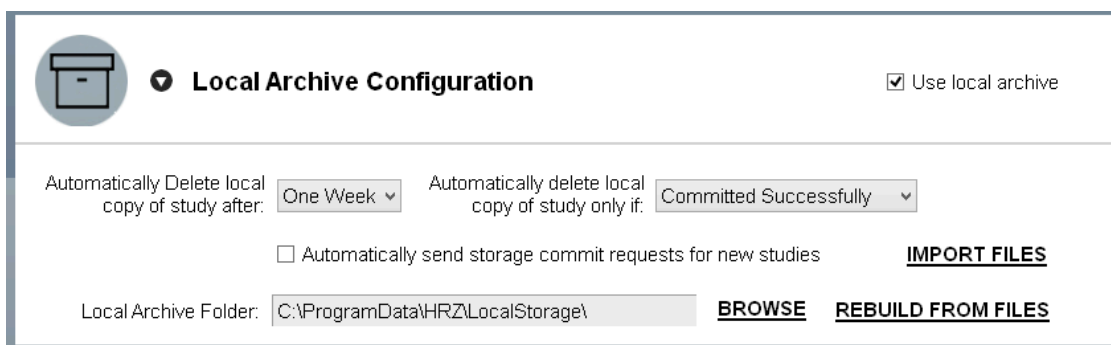 Local Archive Configuration
Use local archive
Automatically Delete local
copy of study after:
One Week
Automatically delete local
copy of study only if:
Committed Successfully
Automatically send storage commit requests for new studies
IMPORT FILES
Local Archive Folder:
C:\ProgramData\HRZ\LocalStorage\
BROWSE
REBUILD FROM FILES